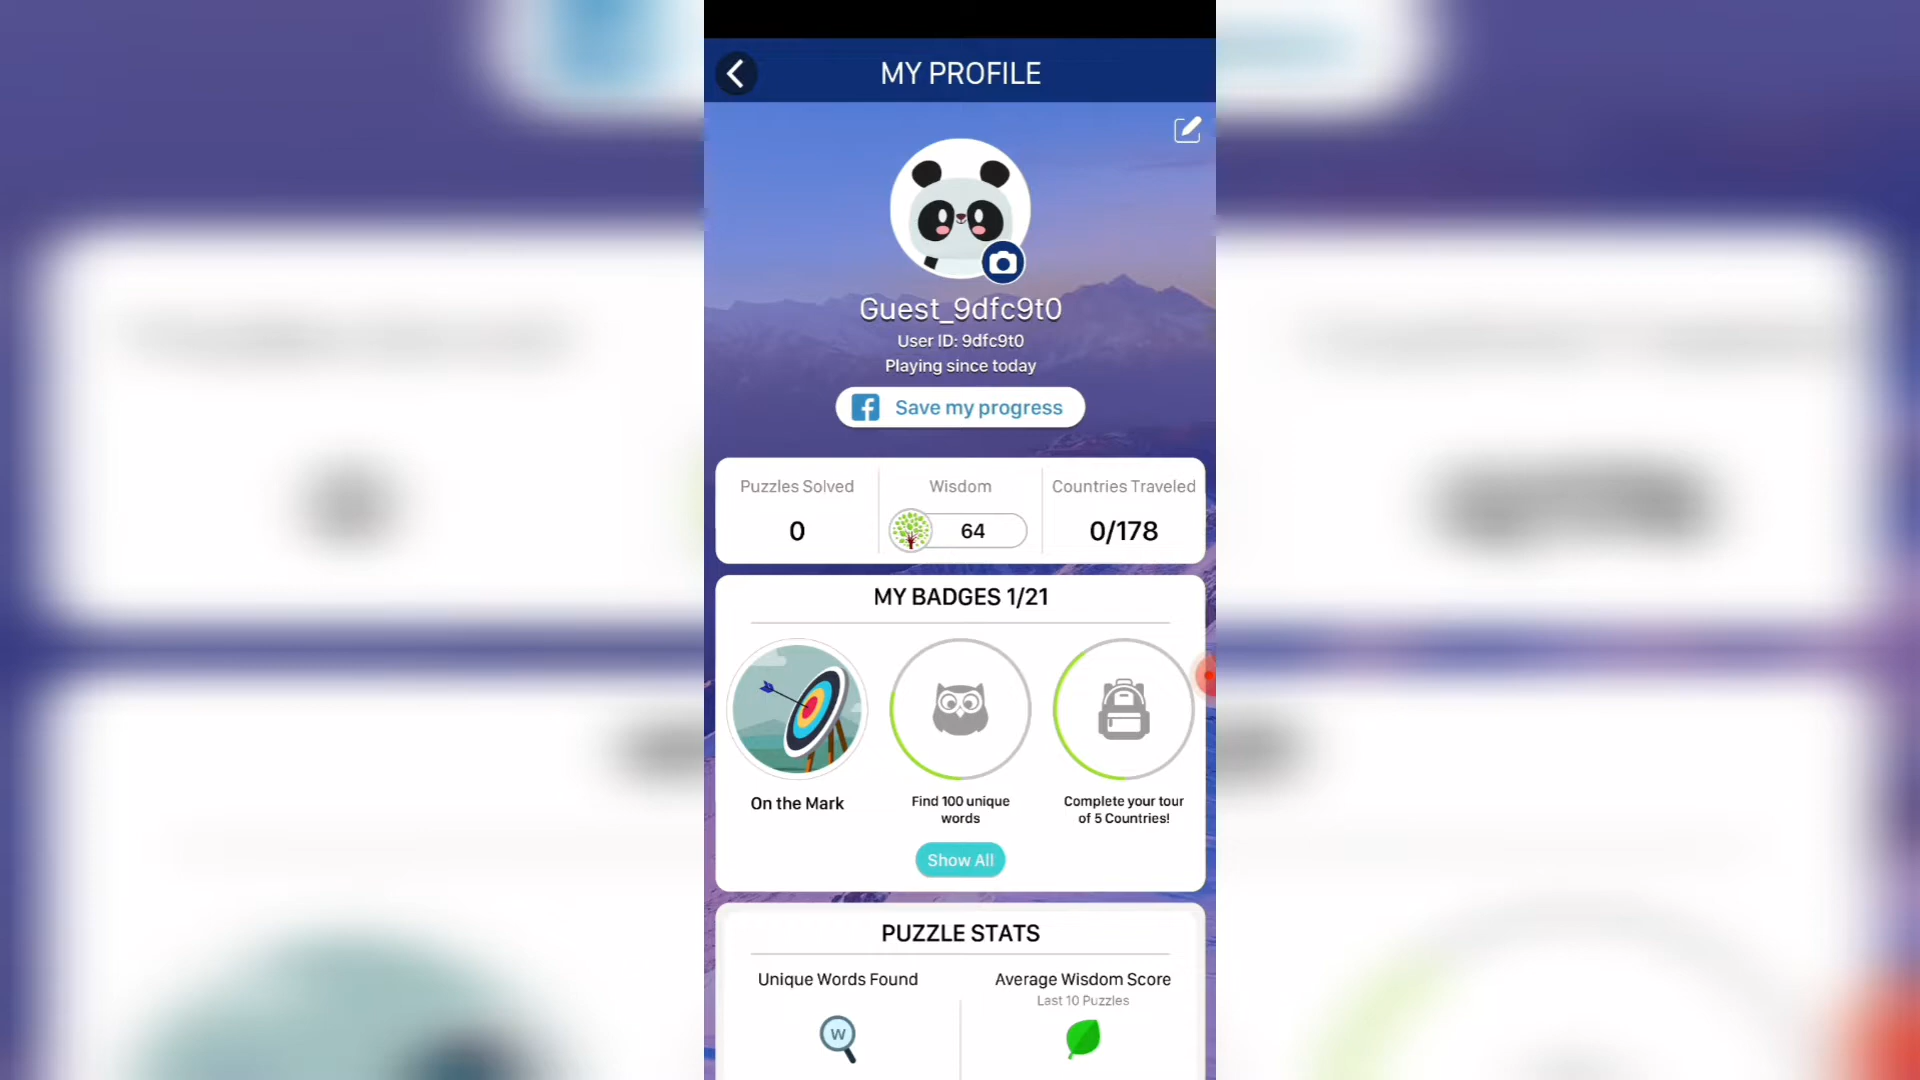 MY PROFILE
Guest_9dfc9t0
User ID: 9dfc9t0
Playing since today
Save my progress
Puzzles Solved
0
Wisdom
64
Countries Traveled
0/178
MY BADGES 1/21
On the Mark
Find 100 unique
words
Complete your tour
of 5 Countries!
Show All
PUZZLE STATS
Unique Words Found
W
Average Wisdom Score
Last 10 Puzzles